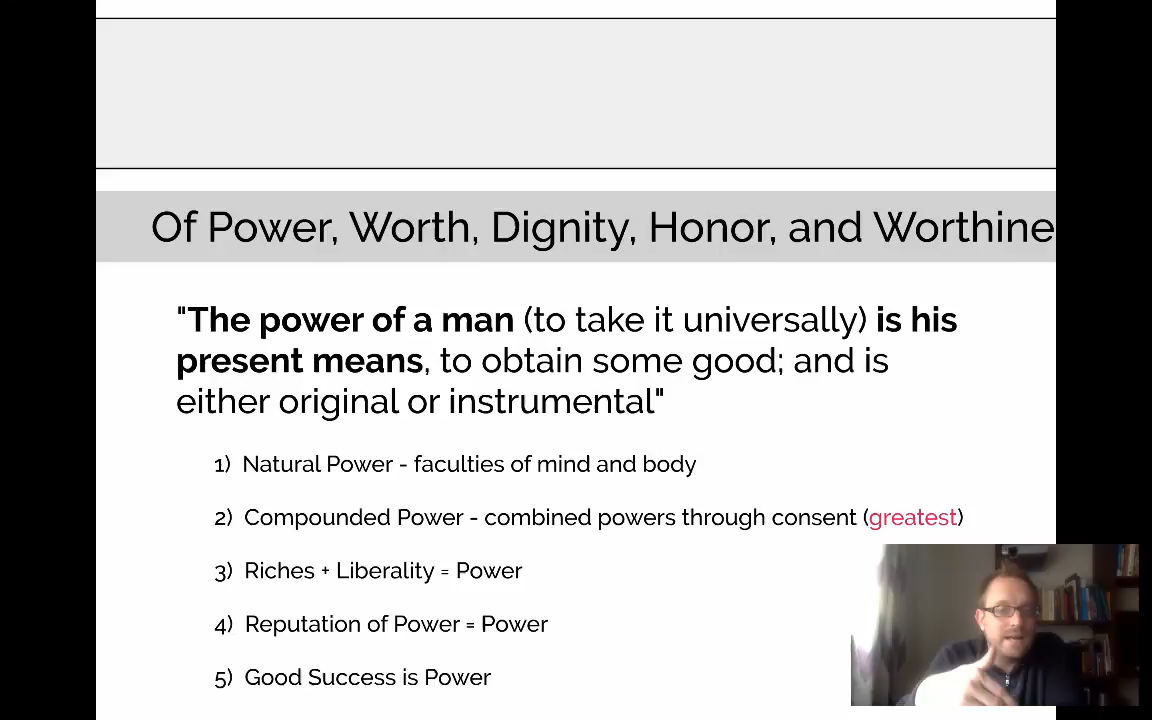 Of Power, Worth, Dignity, Honor, and Worthine
"The power of a man (to take it universally) is his
present means, to obtain some good; and is
either original or instrumental"
1) Natural Power - faculties of mind and body
2) Compounded Power - combined powers through consent (greatest)
3) Riches + Liberality = Power
4) Reputation of Power = Power
5) Good Success is Power